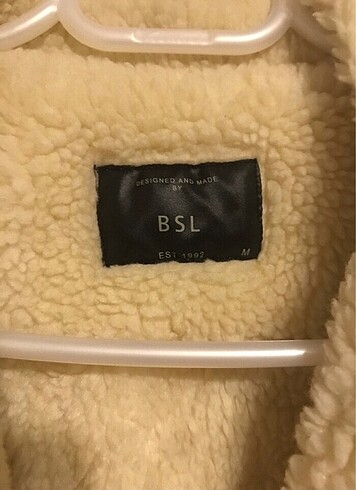 DESIGNED AND MADE
BY
BSL
EST 1992
M